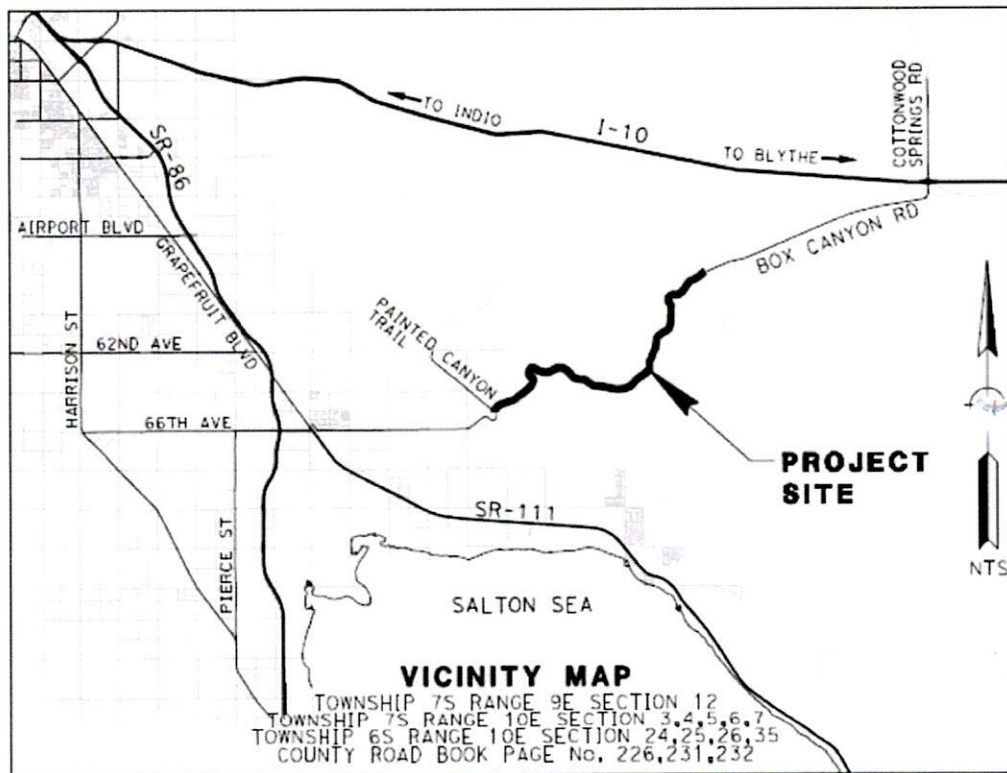 TO INDIO
I-10
TO BLYTHE
COTTONWOOD
SPRINGS RD
SR-86
AIRPORT BLVD
GRAPEFRUIT BLVD
BOX CANYON RD
HARRISON ST
62ND AVE
PAINTED CANYON
TRAIL
66TH AVE
PROJECT
SITE
PIERCE ST
SR-111
NTS
SALTON SEA
VICINITY MAP
TOWNSHIP 7S RANGE 9E SECTION 12
TOWNSHIP 7S RANGE 10E SECTION 3,4,5,6,7
TOWNSHIP 6S RANGE 10E SECTION 24,25,26,35
COUNTY ROAD BOOK PAGE No. 226,231,232